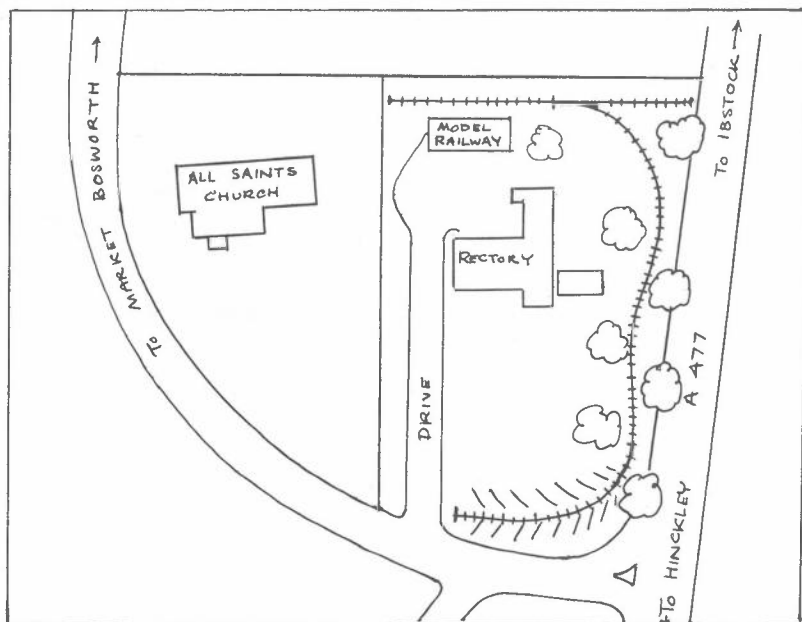 To MARKET BOSWORTH →
ALL SAINTS
CHURCH
MODEL
RAILWAY
RECTORY
DRIVE
To IBSTOCK →
A 477
To HINCKLEY